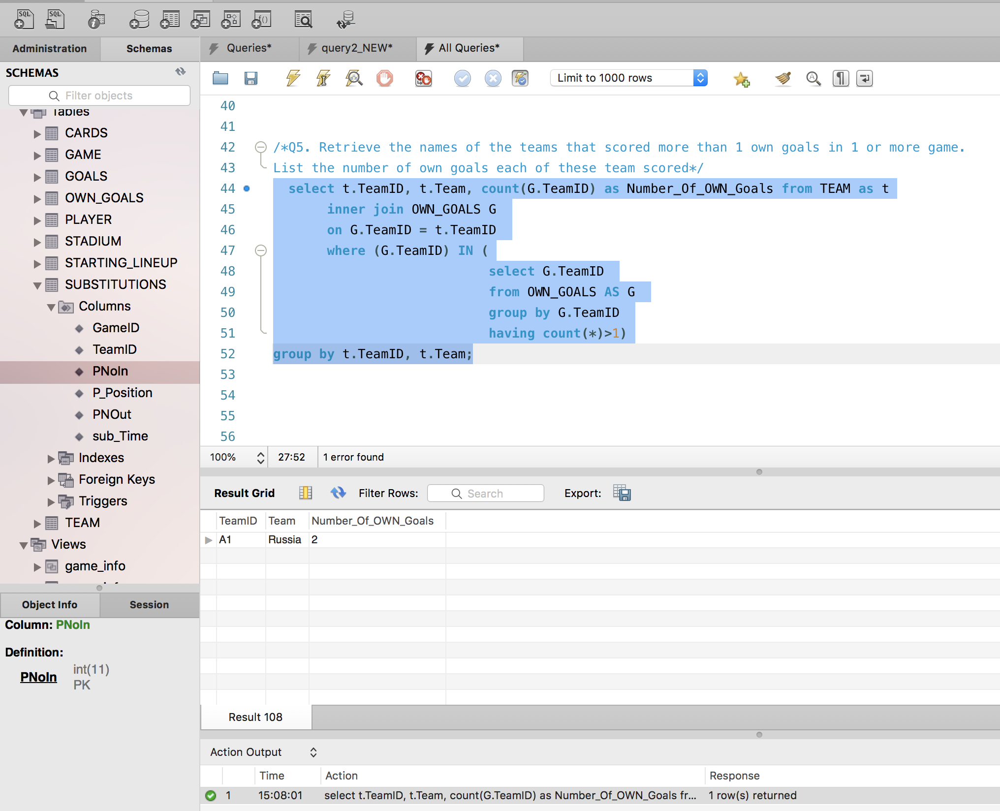 SQL
SQL
Administration
Schemas
Queries*
query2_NEW*
All Queries*
SCHEMAS
Filter objects
Limit to 1000 rows
Tables
CARDS
GAME
GOALS
OWN_GOALS
PLAYER
STADIUM
STARTING_LINEUP
SUBSTITUTIONS
Columns
GameID
TeamID
PNoIn
P_Position
PNOut
sub_Time
Indexes
Foreign Keys
Triggers
TEAM
Views
game_info
Object Info
Session
Column: PNoIn
Definition:
PNoIn
int(11)
PK
40
41
42 /*Q5. Retrieve the names of the teams that scored more than 1 own goals in 1 or more game.
43 List the number of own goals each of these team scored*/
44 select t.TeamID, t.Team, count(G.TeamID) as Number_Of_OWN_Goals from TEAM as t
45 inner join OWN_GOALS G
46 on G.TeamID = t.TeamID
47 where (G.TeamID) IN (
48 select G.TeamID
49 from OWN_GOALS AS G
50 group by G.TeamID
51 having count(*)>1)
52 group by t.TeamID, t.Team;
53
54
55
56
100% 27:52 1 error found
Result Grid Filter Rows: Search Export:
TeamID Team Number_Of_OWN_Goals
A1 Russia 2
Result 108
Action Output
Time Action Response
1 15:08:01 select t.TeamID, t.Team, count(G.TeamID) as Number_Of_OWN_Goals fr... 1 row(s) returned